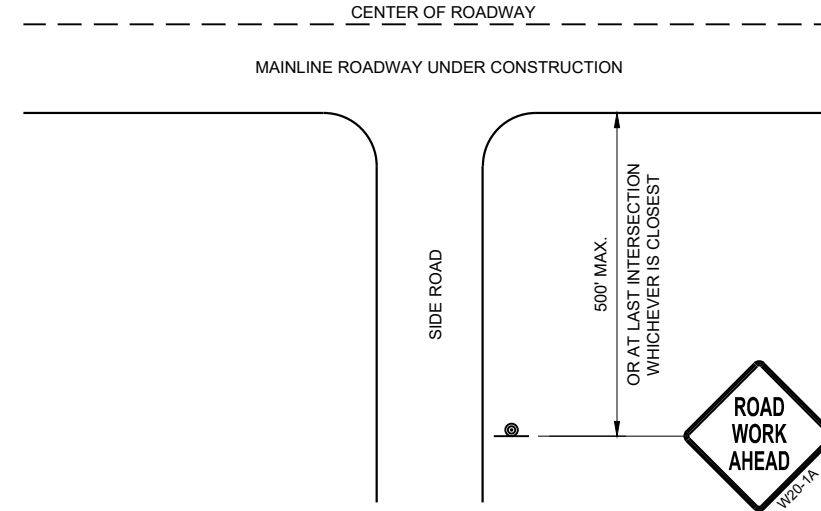 CENTER OF ROADWAY
MAINLINE ROADWAY UNDER CONSTRUCTION
SIDE ROAD
500' MAX.
OR AT LAST INTERSECTION
WHICHEVER IS CLOSEST
ROAD
WORK
AHEAD
W20-1A